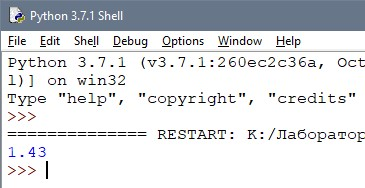 Python 3.7.1 Shell
File Edit Shell Debug Options Window Help
Python 3.7.1 (v3.7.1:260ec2c36a, Oct
l)] on win32
Type "help", "copyright", "credits"
>>>
============== RESTART: K:/Лаборатор
1.43
>>>